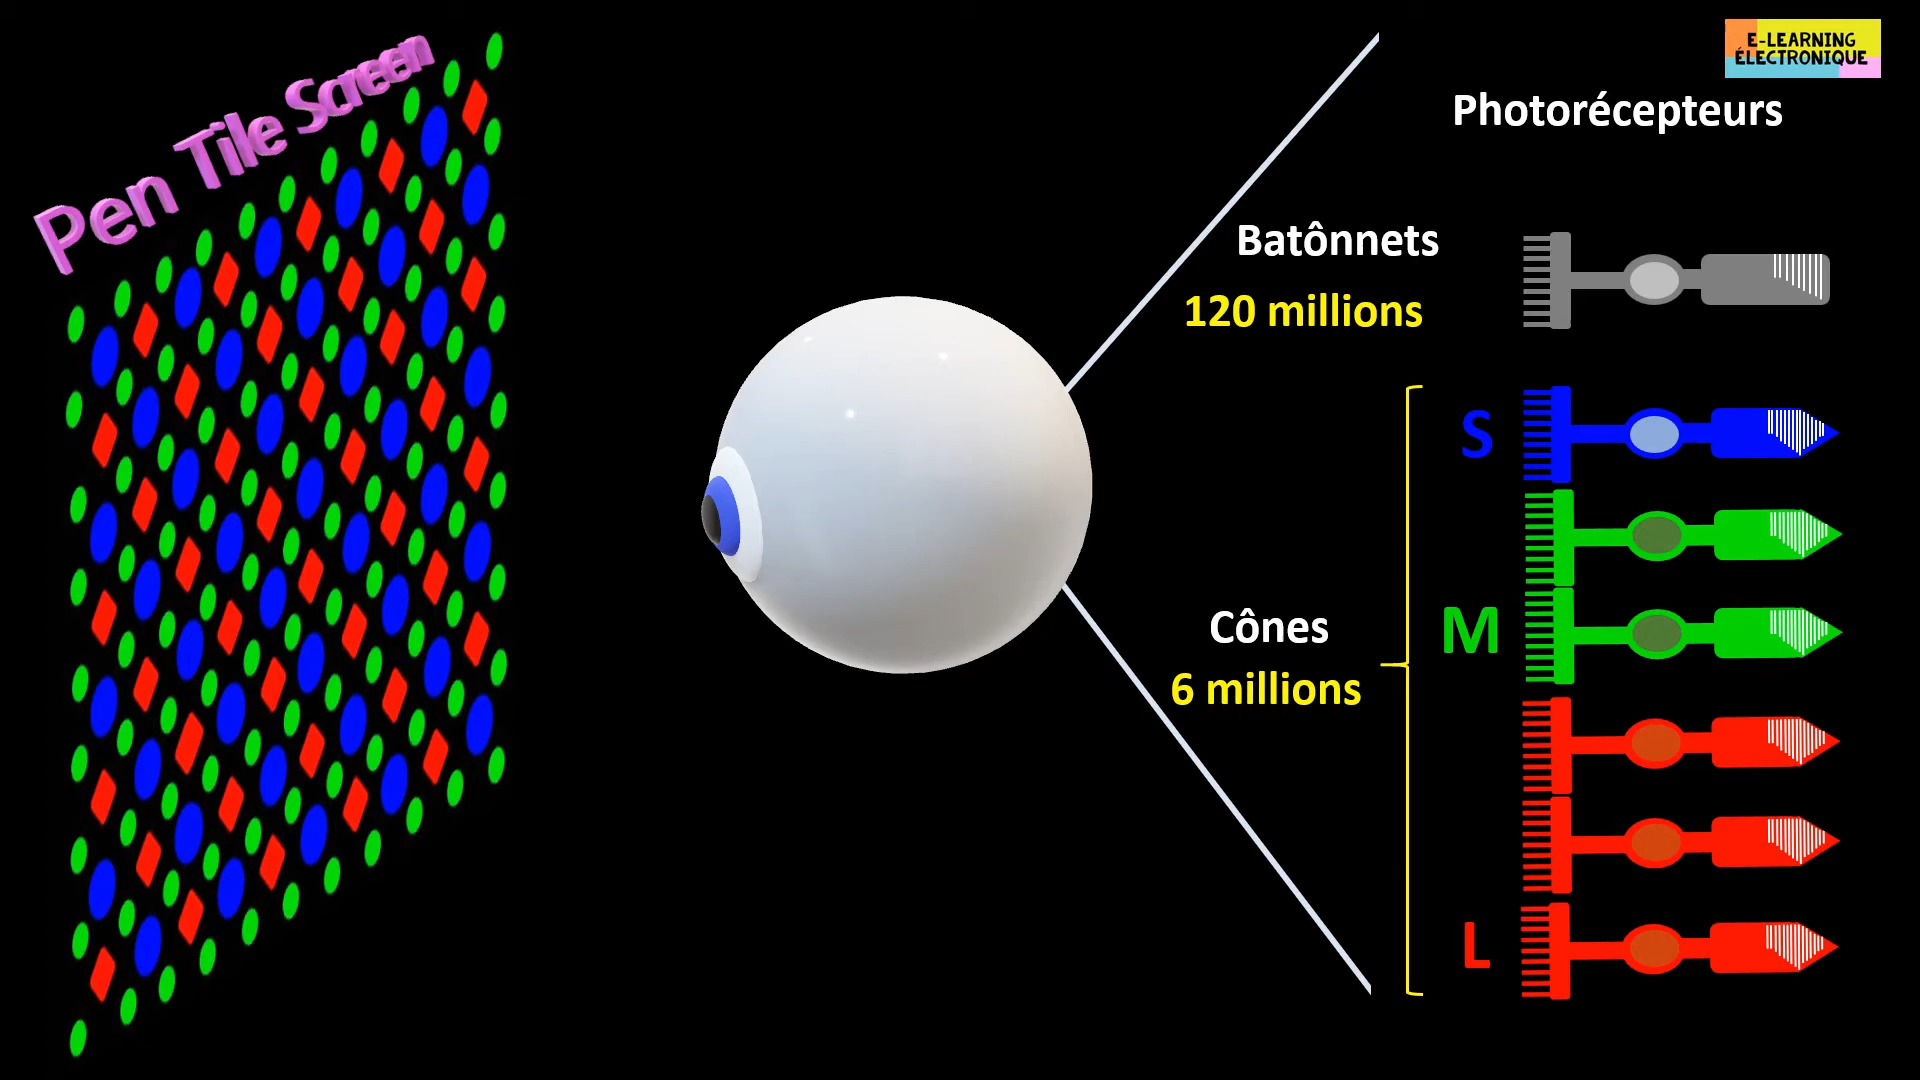 E-LEARNING
ÉLECTRONIQUE
Pen Tile Screen
Photorécepteurs
Batônnets
120 millions
S
M
Cônes
6 millions
L